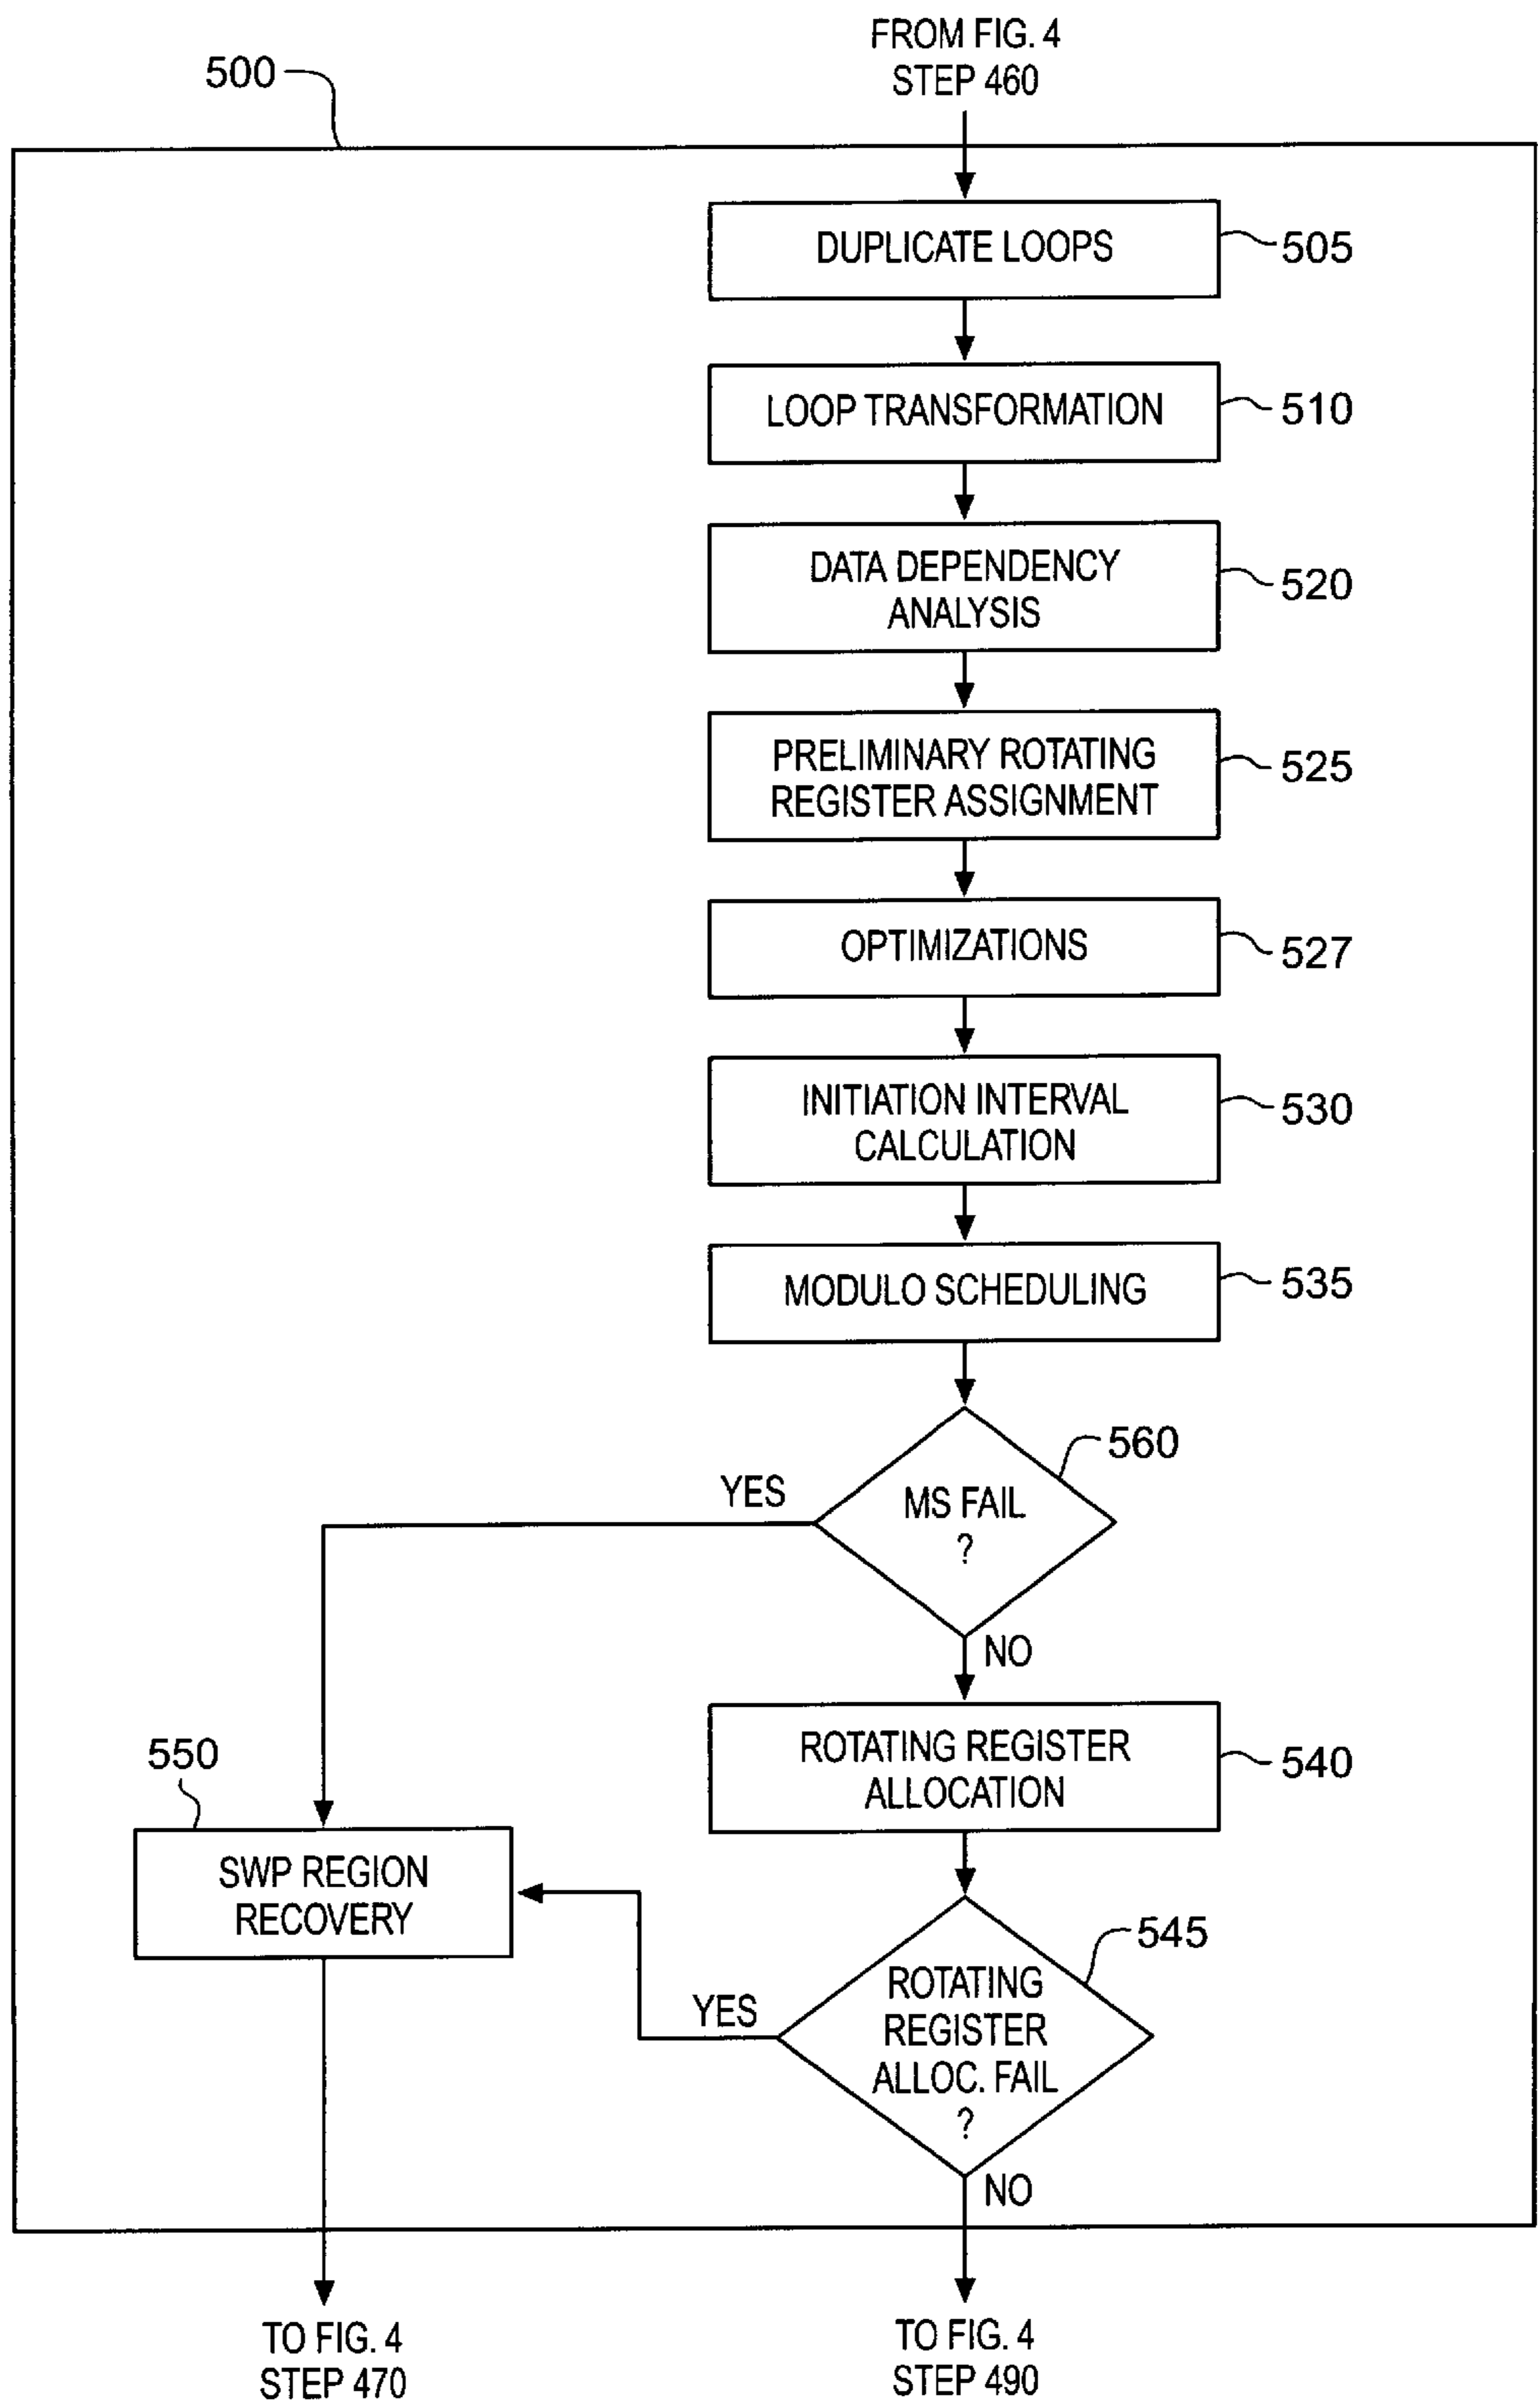 FROM FIG. 4
STEP 460
500
DUPLICATE LOOPS
505
LOOP TRANSFORMATION
510
DATA DEPENDENCY
ANALYSIS
520
PRELIMINARY ROTATING
REGISTER ASSIGNMENT
525
OPTIMIZATIONS
527
INITIATION INTERVAL
CALCULATION
530
MODULO SCHEDULING
535
560
MS FAIL
?
YES
NO
ROTATING REGISTER
ALLOCATION
540
550
SWP REGION
RECOVERY
545
ROTATING
REGISTER
ALLOC. FAIL
?
YES
NO
TO FIG. 4
STEP 470
TO FIG. 4
STEP 490